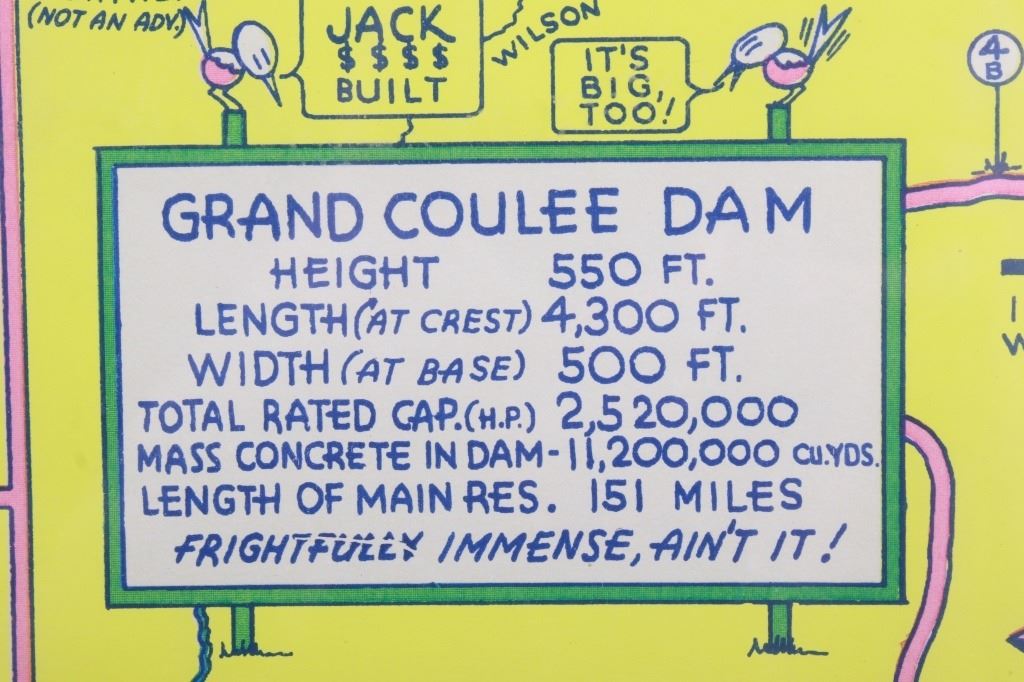 (NOT AN ADV.)
JACK
$ $ $ $
BUILT
WILSON
IT'S
BIG,
TOO!
4
B
GRAND COULEE DAM
HEIGHT 550 FT.
LENGTH (AT CREST) 4,300 FT.
WIDTH (AT BASE) 500 FT.
TOTAL RATED CAP. (H.P.) 2,520,000
MASS CONCRETE IN DAM - 11,200,000 CU.YDS.
LENGTH OF MAIN RES. 151 MILES
FRIGHTFULLY IMMENSE, AIN'T IT!